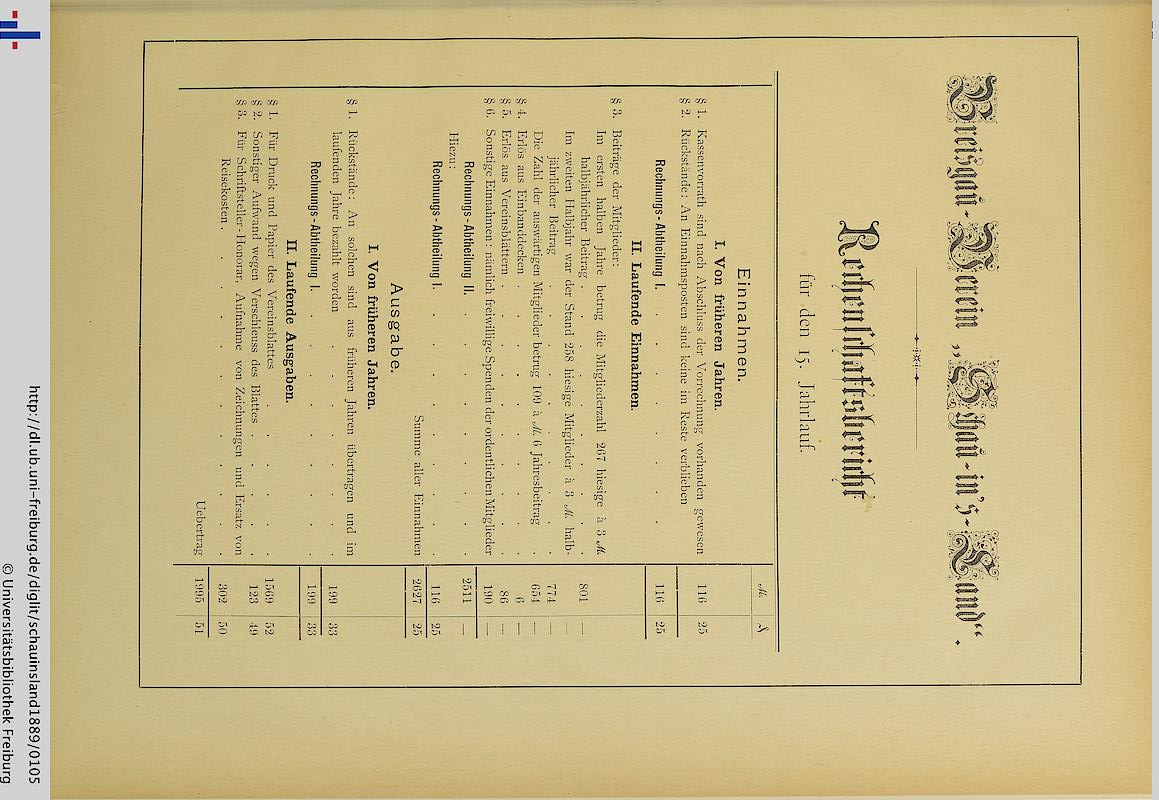 Breisgau-Verein „Schau-in's-Land“.
Rechenschaftsbericht
für den 15. Jahrlauf.
M. ₰
Einnahmen.
I. Von früheren Jahren.
§ 1. Kassenvorrath sind nach Abschluss der Vorrechnung vorhanden gewesen 116 25
§ 2. Rückstände: An Einnahmsposten sind keine im Reste verblieben
Rechnungs-Abtheilung I. . . . . 116 25
II. Laufende Einnahmen.
§ 3. Beiträge der Mitglieder:
Im ersten halben Jahre betrug die Mitgliederzahl 267 hiesige à 3 M.
halbjährlicher Beitrag . . . . . 801 —
Im zweiten Halbjahr war der Stand 258 hiesige Mitglieder à 3 M. halb-
jährlicher Beitrag . . . . . 774 —
Die Zahl der auswärtigen Mitglieder betrug 109 à M. 6 Jahresbeitrag . 654 —
§ 4. Erlös aus Einbanddecken . . . . . . 6 —
§ 5. Erlös aus Vereinsblättern . . . . . 86 —
§ 6. Sonstige Einnahmen: nämlich freiwillige Spenden der ordentlichen Mitglieder 190 —
Rechnungs-Abtheilung II. . . . . . 2511 —
Hiezu:
Rechnungs-Abtheilung I. . . . . . 116 25
Summe aller Einnahmen 2627 25
Ausgabe.
I. Von früheren Jahren.
§ 1. Rückstände: An solchen sind aus früheren Jahren übertragen und im
laufenden Jahre bezahlt worden . . . . . 199 33
Rechnungs-Abtheilung I. . . . . . 199 33
II. Laufende Ausgaben.
§ 1. Für Druck und Papier des Vereinsblattes . . . . 1569 52
§ 2. Sonstiger Aufwand wegen Verschleuss des Blattes . . . 123 49
§ 3. Für Schriftsteller-Honorar, Aufnahme von Zeichnungen und Ersatz von
Reisekosten . . . . . . . 302 50
Uebertrag 1995 51
http://dl.ub.uni-freiburg.de/diglit/schauinsland1889/0105
© Universitätsbibliothek Freiburg